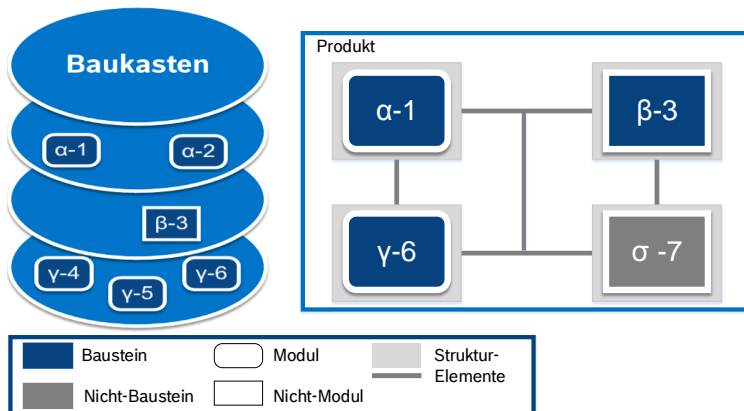 Baukasten
α-1
α-2
β-3
γ-4
γ-5
γ-6
Produkt
α-1
β-3
γ-6
σ -7
Baustein
Modul
Struktur-
Elemente
Nicht-Baustein
Nicht-Modul